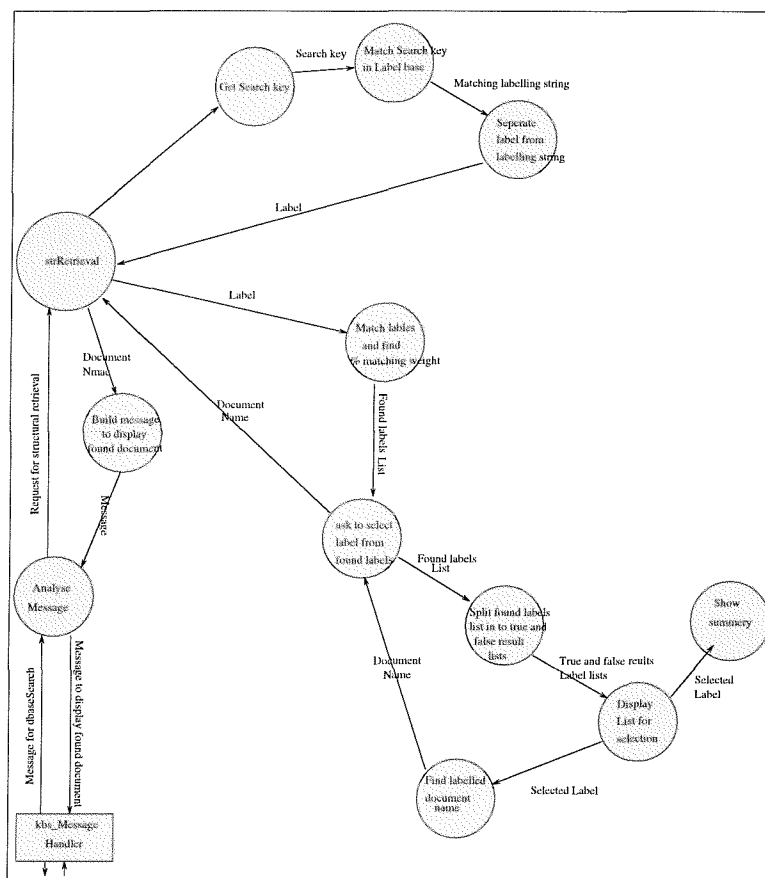 Search key
Match Search key
in Label base
Get Search key
Matching labelling string
Seperate
label from
labelling string
Label
strRetrieval
Label
Match lables
and find
% matching weight
Document
Nmae
Document
Name
Found labels List
Build message
to display
found document
Request for structural retrieval
Message
ask to select
label from
found labels
Found labels
List
Analyse
Message
Split found labels
list in to true and
false result
lists
Show
summery
True and false reults
Label lists
Document
Name
Selected
Label
Display
List for
selection
Message for dbaseSearch
Message to display found document
Find labelled
document
name
Selected Label
kbs_Message
Handler